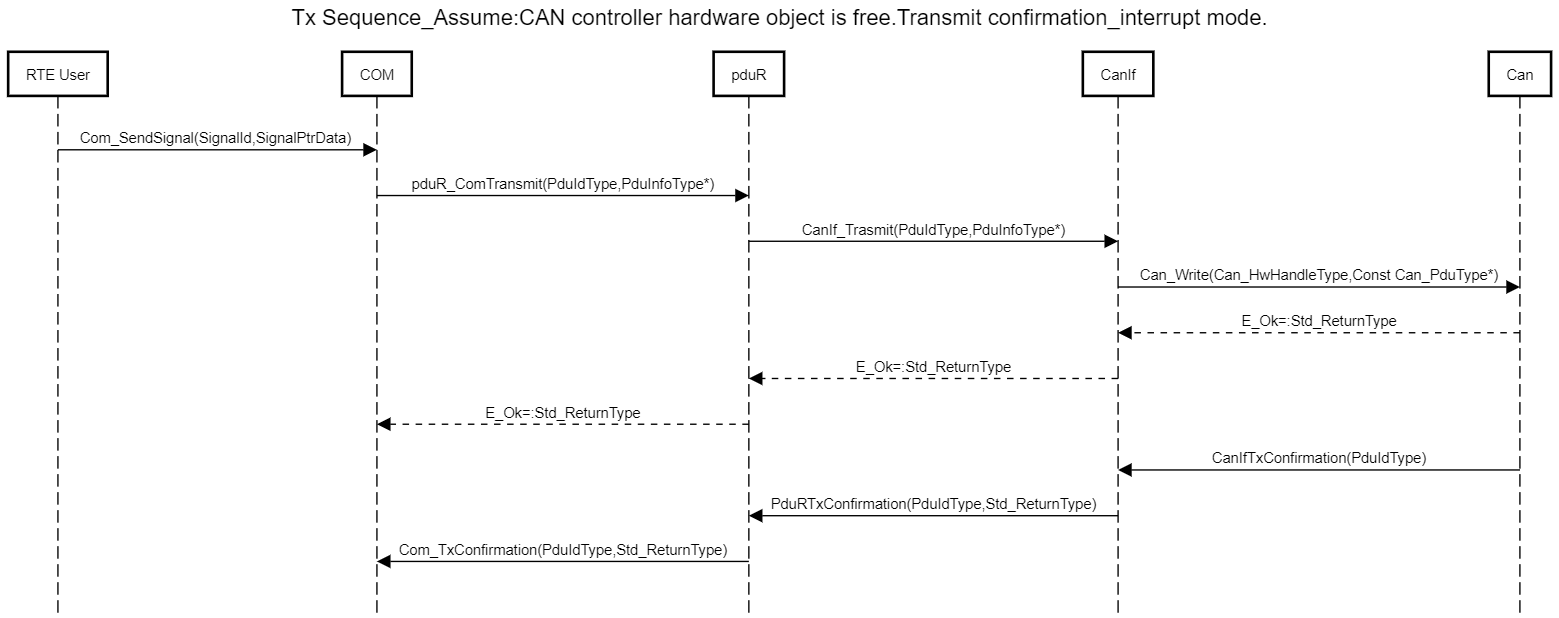 Tx Sequence_Assume:CAN controller hardware object is free.Transmit confirmation_interrupt mode.
RTE User
COM
pduR
CanIf
Can
Com_SendSignal(SignalId,SignalPtrData)
pduR_ComTransmit(PduIdType,PduInfoType*)
CanIf_Trasmit(PduIdType,PduInfoType*)
Can_Write(Can_HwHandleType,Const Can_PduType*)
E_Ok=:Std_ReturnType
E_Ok=:Std_ReturnType
E_Ok=:Std_ReturnType
CanIfTxConfirmation(PduIdType)
PduRTxConfirmation(PduIdType,Std_ReturnType)
Com_TxConfirmation(PduIdType,Std_ReturnType)